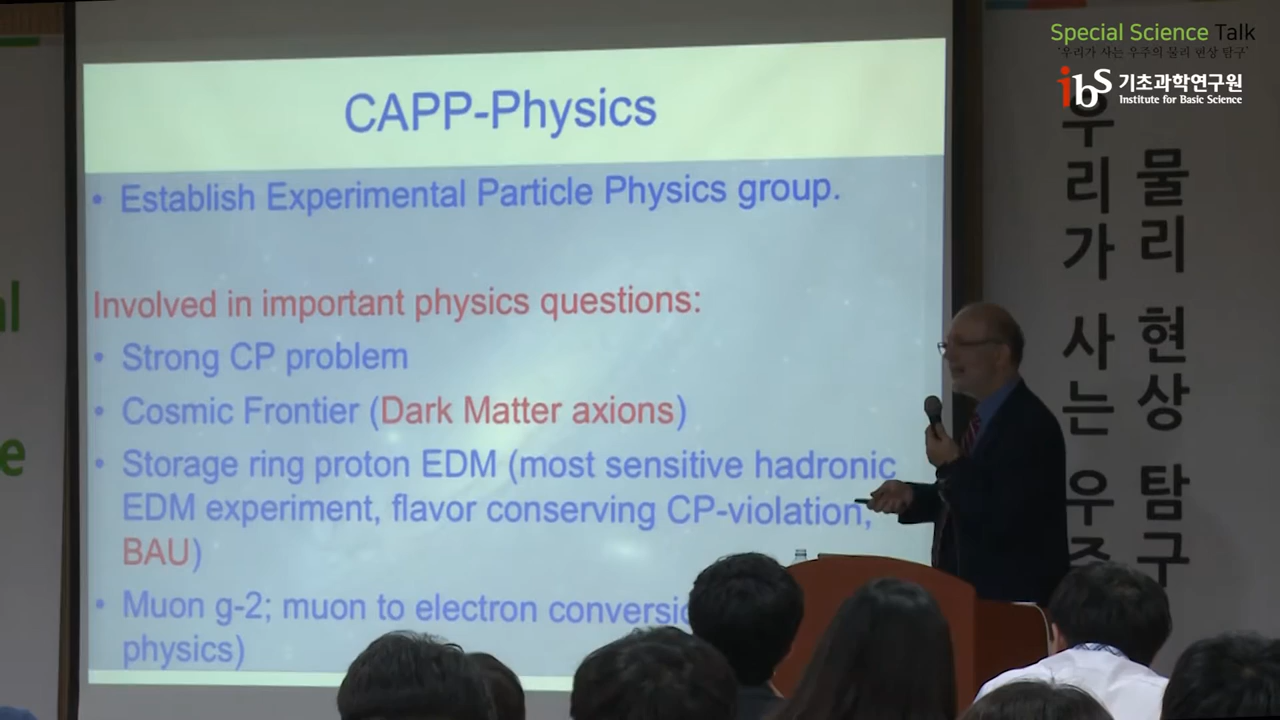 CAPP-Physics
• Establish Experimental Particle Physics group.
Involved in important physics questions:
• Strong CP problem
• Cosmic Frontier (Dark Matter axions)
• Storage ring proton EDM (most sensitive hadronic
EDM experiment, flavor conserving CP-violation,
BAU)
• Muon g-2; muon to electron
physics)
Special Science Talk
'우리가 사는 우주의 물리 현상 탐구'
ibs 기초과학연구원
Institute for Basic Science
우리가 사는
물리 현상 탐구